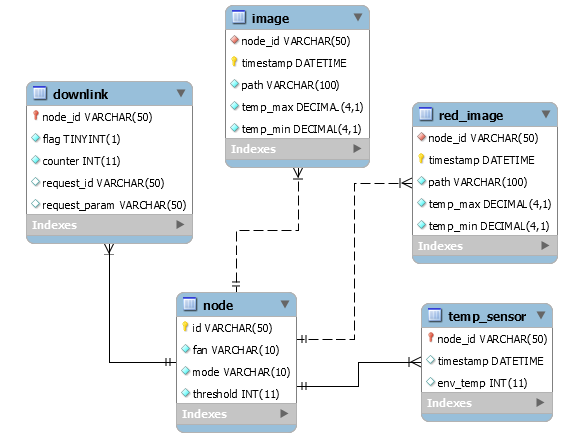 image
node_id VARCHAR(50)
timestamp DATETIME
path VARCHAR(100)
temp_max DECIMAL(4,1)
temp_min DECIMAL(4,1)
Indexes
downlink
node_id VARCHAR(50)
flag TINYINT(1)
counter INT(11)
request_id VARCHAR(50)
request_param VARCHAR(50)
Indexes
red_image
node_id VARCHAR(50)
timestamp DATETIME
path VARCHAR(100)
temp_max DECIMAL(4,1)
temp_min DECIMAL(4,1)
Indexes
node
id VARCHAR(50)
fan VARCHAR(10)
mode VARCHAR(10)
threshold INT(11)
Indexes
temp_sensor
node_id VARCHAR(50)
timestamp DATETIME
env_temp INT(11)
Indexes